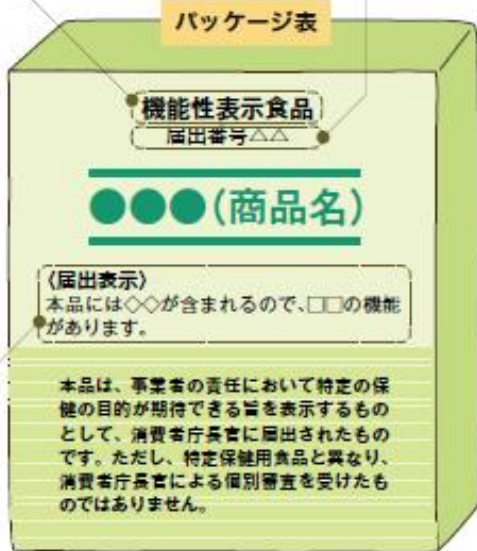 パッケージ表
機能性表示食品
届出番号△△
●●●(商品名)
〈届出表示〉
本品には◇◇が含まれるので、□□の機能
があります。
本品は、事業者の責任において特定の保
健の目的が期待できる旨を表示するもの
として、消費者庁長官に届出されたもの
です。ただし、特定保健用食品と異なり、
消費者庁長官による個別審査を受けたも
のではありません。